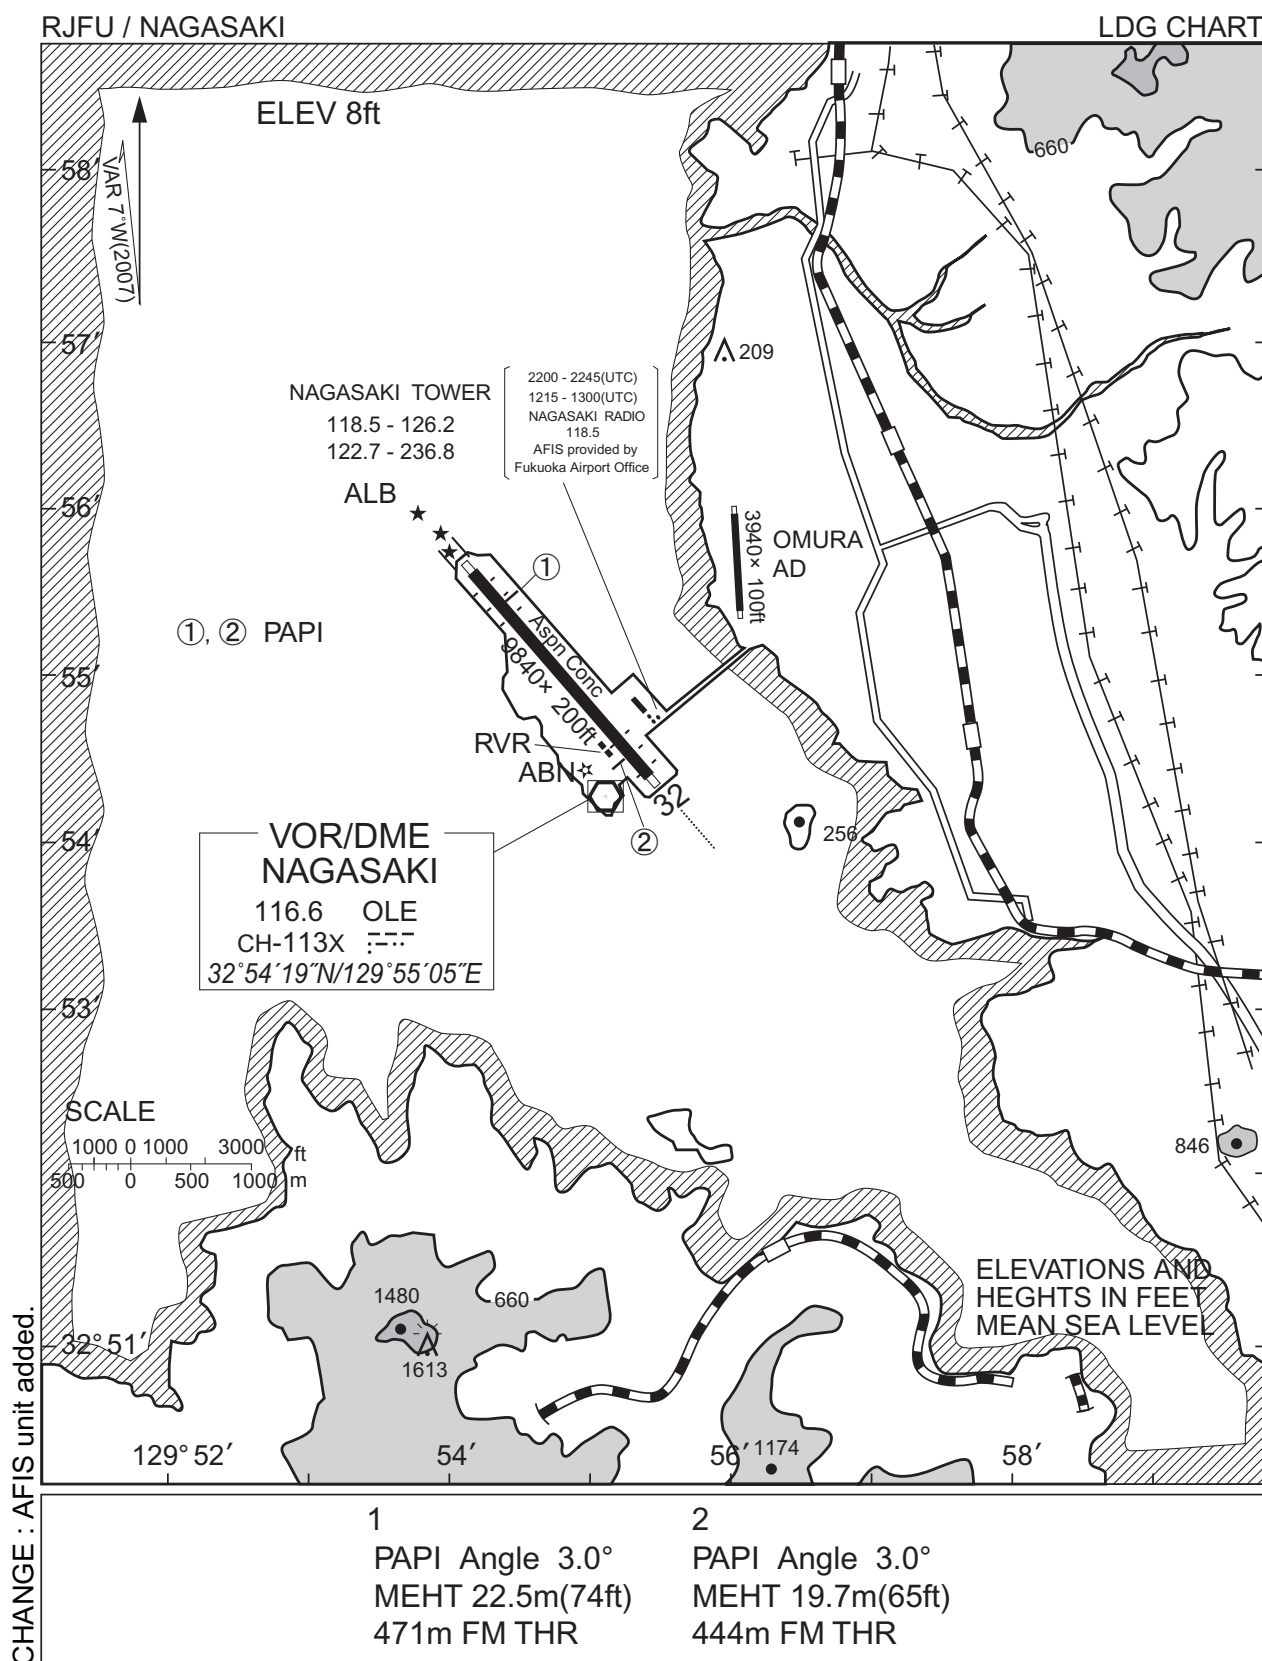 RJFU / NAGASAKI
LDG CHART
ELEV 8ft
VAR 7°W(2007)
58′
57′
56′
55′
54′
53′
32°51′
660
209
NAGASAKI TOWER
118.5 - 126.2
122.7 - 236.8
2200 - 2245(UTC)
1215 - 1300(UTC)
NAGASAKI RADIO
118.5
AFIS provided by
Fukuoka Airport Office
ALB
①
3940× 100ft
OMURA
AD
①, ② PAPI
Aspn Conc
9840× 200ft
RVR
ABN
32
②
256
VOR/DME
NAGASAKI
116.6 OLE
CH-113X
32°54′19″N/129°55′05″E
SCALE
1000 0 1000 3000 ft
500 0 500 1000 m
846
1480
660
1613
ELEVATIONS AND
HEGHTS IN FEET
MEAN SEA LEVEL
1174
129° 52′
54′
56′
58′
CHANGE : AFIS unit added.
1
PAPI Angle 3.0°
MEHT 22.5m(74ft)
471m FM THR
2
PAPI Angle 3.0°
MEHT 19.7m(65ft)
444m FM THR